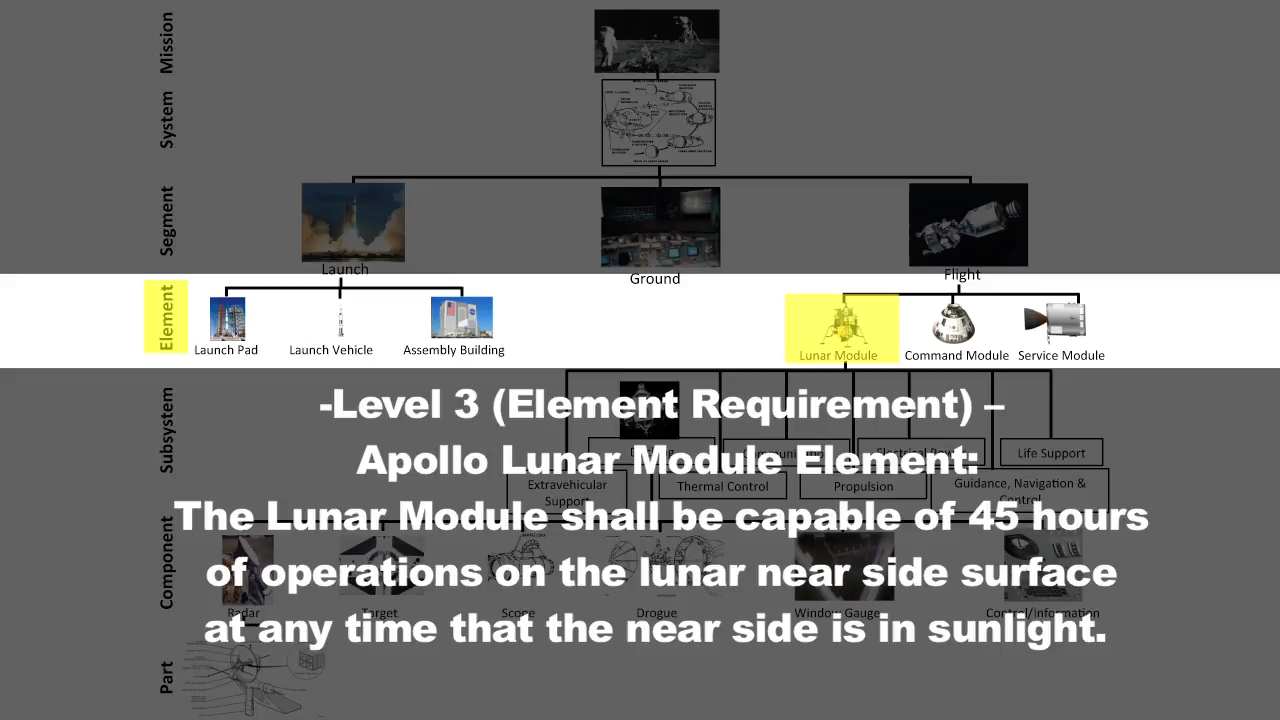 Mission
System
Segment
Launch
Ground
Flight
Element
Launch Pad
Launch Vehicle
Assembly Building
Lunar Module
Command Module
Service Module
-Level 3 (Element Requirement) –
Apollo Lunar Module Element:
The Lunar Module shall be capable of 45 hours
of operations on the lunar near side surface
at any time that the near side is in sunlight.
Subsystem
Life Support
Extravehicular
Support
Thermal Control
Propulsion
Guidance, Navigation &
Control
Component
Radar
Target
Scope
Drogue
Window Gauge
Control/Information
Part